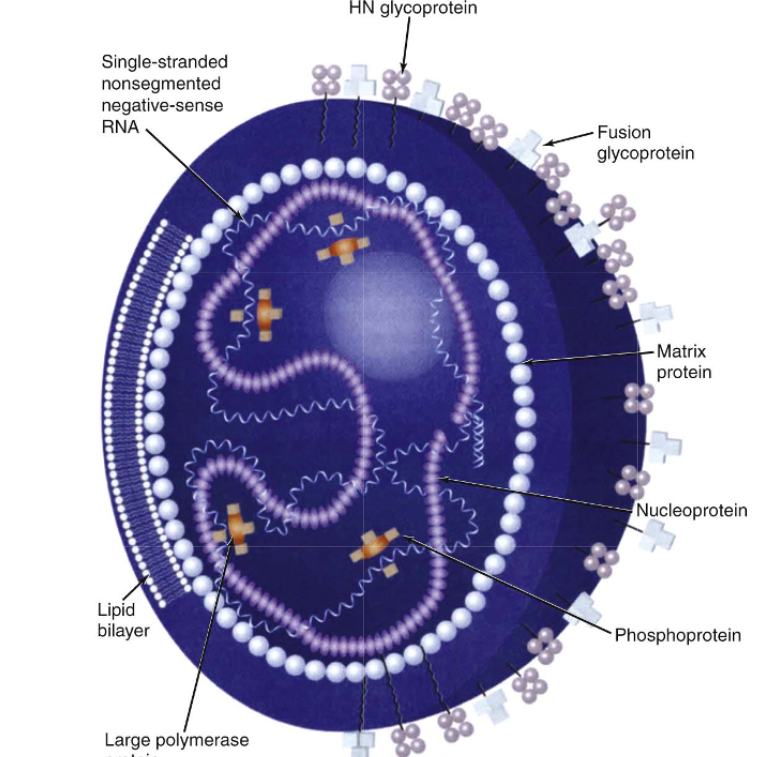 HN glycoprotein
Single-stranded
nonsegmented
negative-sense
RNA
Fusion
glycoprotein
Matrix
protein
Nucleoprotein
Lipid
bilayer
Phosphoprotein
Large polymerase